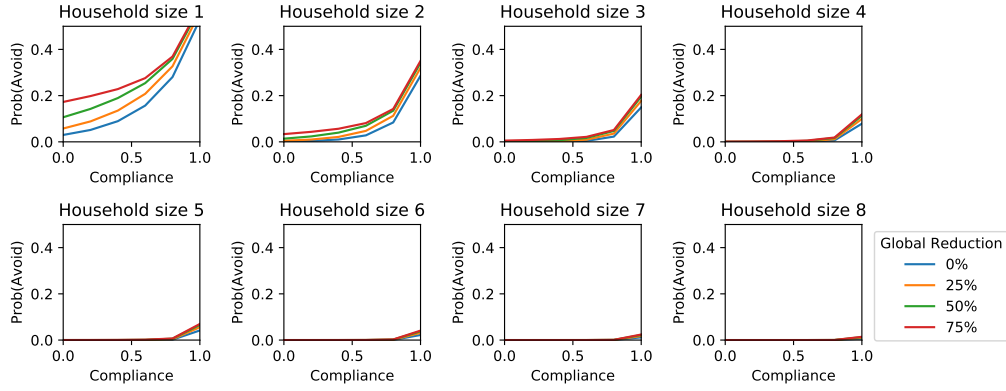 Household size 1
Household size 2
Household size 3
Household size 4
Prob(Avoid)
0.4
0.2
0.0
0.0 0.5 1.0
Compliance
Prob(Avoid)
0.4
0.2
0.0
0.0 0.5 1.0
Compliance
Prob(Avoid)
0.4
0.2
0.0
0.0 0.5 1.0
Compliance
Prob(Avoid)
0.4
0.2
0.0
0.0 0.5 1.0
Compliance
Household size 5
Household size 6
Household size 7
Household size 8
Prob(Avoid)
0.4
0.2
0.0
0.0 0.5 1.0
Compliance
Prob(Avoid)
0.4
0.2
0.0
0.0 0.5 1.0
Compliance
Prob(Avoid)
0.4
0.2
0.0
0.0 0.5 1.0
Compliance
Prob(Avoid)
0.4
0.2
0.0
0.0 0.5 1.0
Compliance
Global Reduction
0%
25%
50%
75%